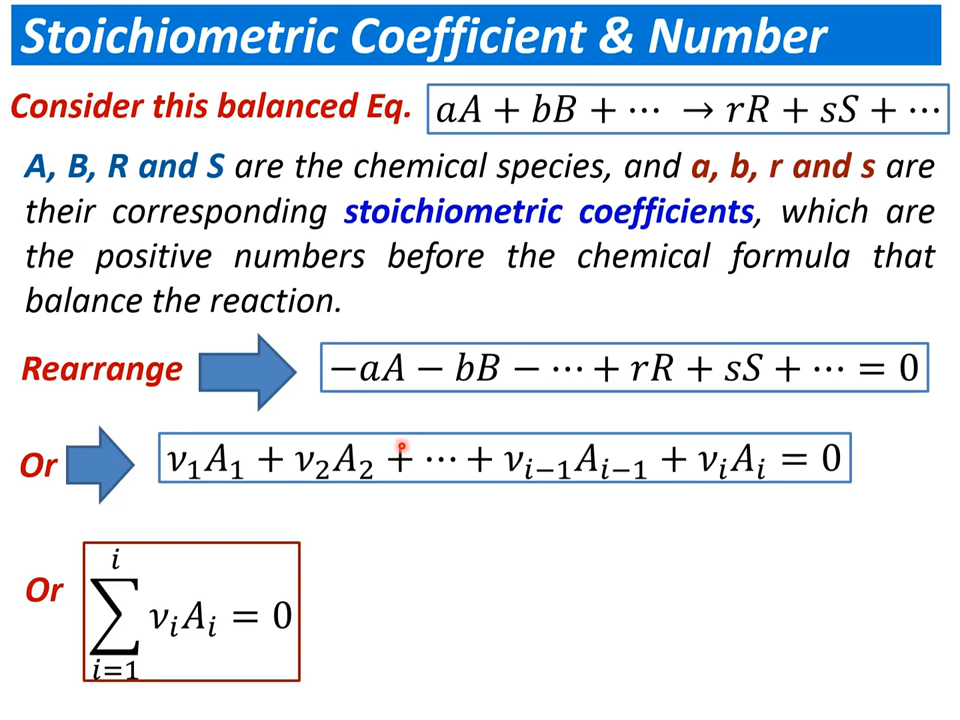 Stoichiometric Coefficient & Number
Consider this balanced Eq. aA + bB + ⋯ → rR + sS + ⋯
A, B, R and S are the chemical species, and a, b, r and s are
their corresponding stoichiometric coefficients, which are
the positive numbers before the chemical formula that
balance the reaction.
Rearrange −aA − bB − ⋯ + rR + sS + ⋯ = 0
Or ν₁A₁ + ν₂A₂ + ⋯ + νᵢ₋₁Aᵢ₋₁ + νᵢAᵢ = 0
i
Or ∑ νᵢAᵢ = 0
i=1